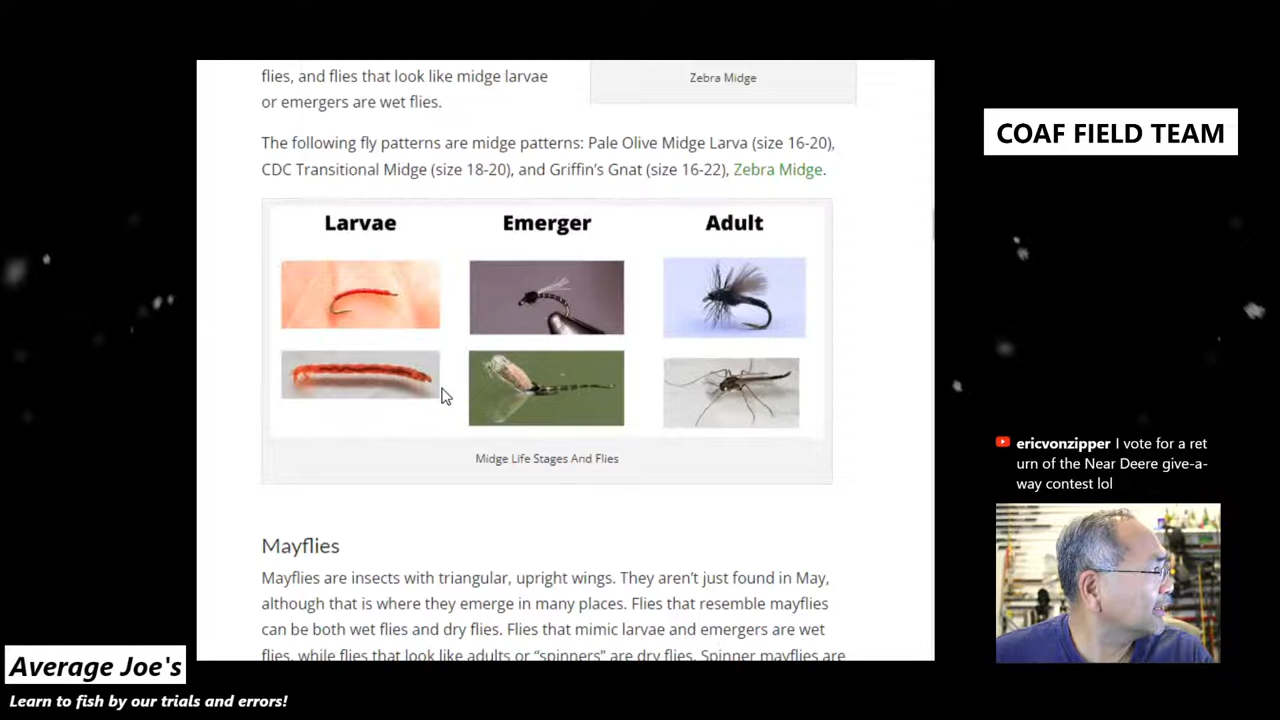 flies, and flies that look like midge larvae
or emergers are wet flies.
Zebra Midge
The following fly patterns are midge patterns: Pale Olive Midge Larva (size 16-20),
CDC Transitional Midge (size 18-20), and Griffin's Gnat (size 16-22), Zebra Midge.
Larvae
Emerger
Adult
Midge Life Stages And Flies
Mayflies
Mayflies are insects with triangular, upright wings. They aren't just found in May,
although that is where they emerge in many places. Flies that resemble mayflies
can be both wet flies and dry flies. Flies that mimic larvae and emergers are wet
flies, while flies that look like adults or “spinners” are dry flies. Spinner mayflies are
COAF FIELD TEAM
ericvonzipper I vote for a ret
urn of the Near Deere give-a-
way contest lol
Average Joe's
Learn to fish by our trials and errors!